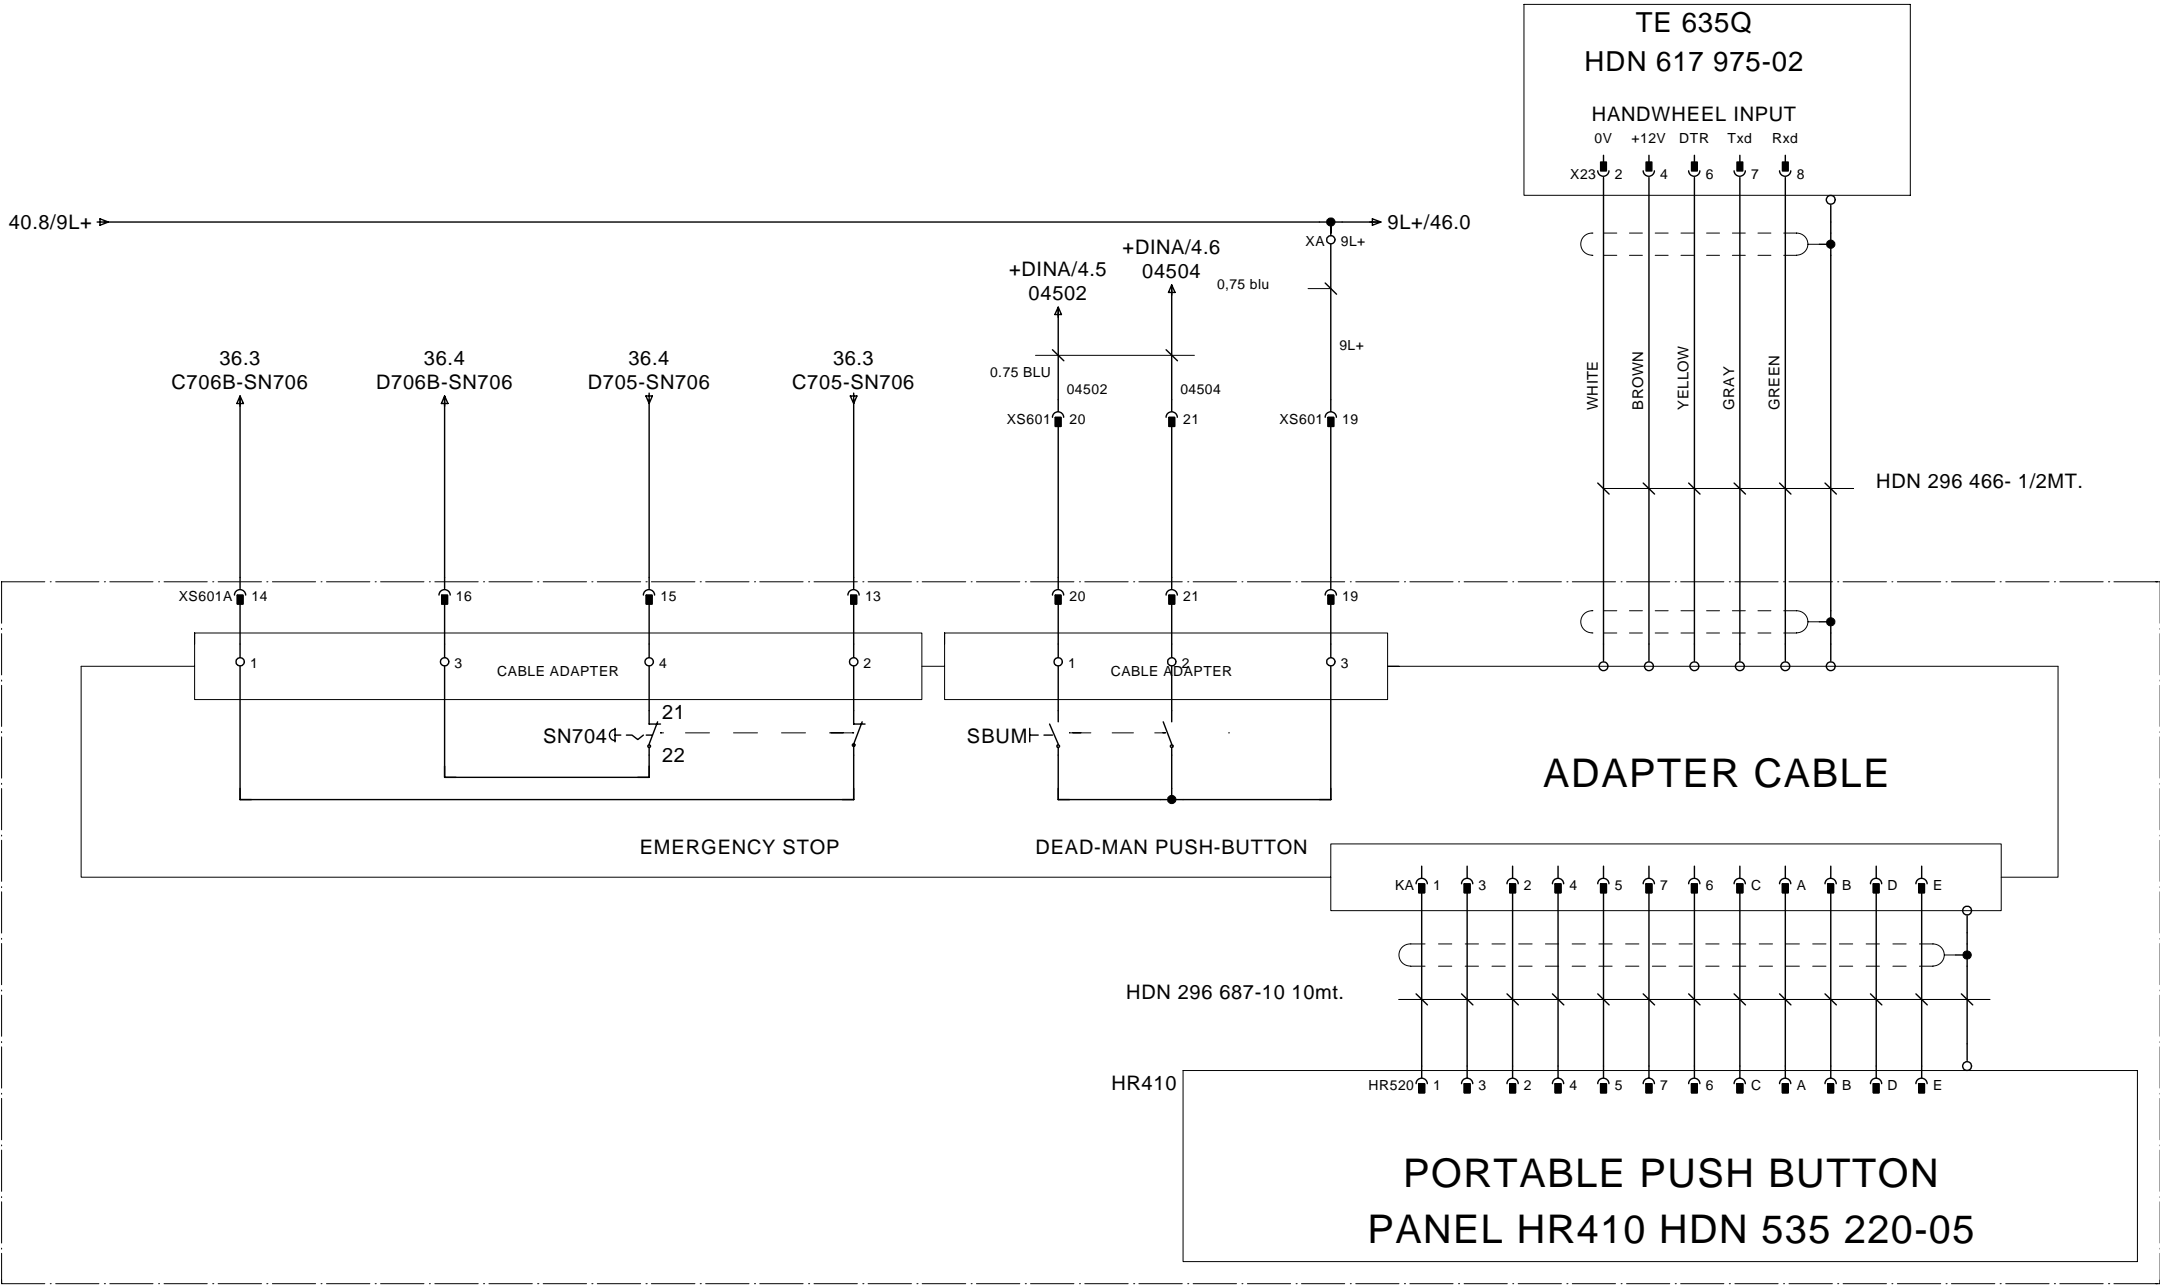 TE 635Q
HDN 617 975-02
HANDWHEEL INPUT
0V +12V DTR Txd Rxd
X23 2 4 6 7 8
40.8/9L+ 9L+/46.0
XA 9L+
+DINA/4.5 +DINA/4.6
04502 04504
0,75 blu
9L+
36.3 36.4 36.4 36.3
C706B-SN706 D706B-SN706 D705-SN706 C705-SN706
0.75 BLU
04502 04504
WHITE BROWN YELLOW GRAY GREEN
XS601 20 21 XS601 19
HDN 296 466- 1/2MT.
XS601A 14 16 15 13 20 21 19
1 3 CABLE ADAPTER 4 2
1 CABLE ADAPTER 2 3
21
SN704
22
SBUM
ADAPTER CABLE
EMERGENCY STOP
DEAD-MAN PUSH-BUTTON
KA 1 3 2 4 5 7 6 C A B D E
HDN 296 687-10 10mt.
HR410
HR520 1 3 2 4 5 7 6 C A B D E
PORTABLE PUSH BUTTON
PANEL HR410 HDN 535 220-05